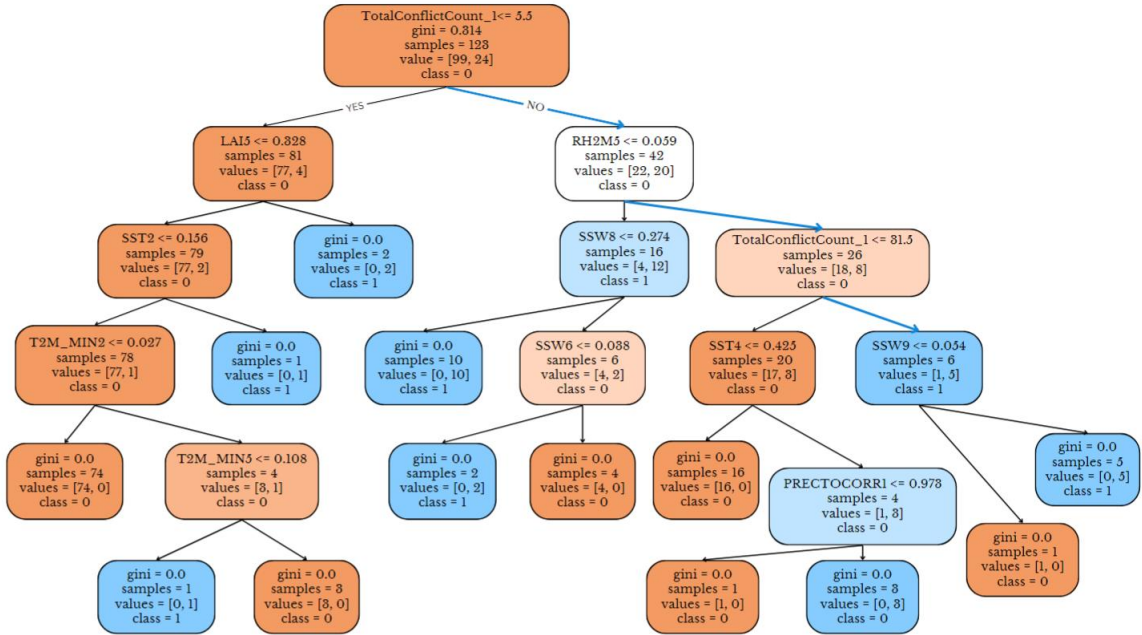 TotalConflictCount_1<= 5.5
gini = 0.314
samples = 123
value = [99, 24]
class = 0
YES
NO
LAI5 <= 0.328
samples = 81
values = [77, 4]
class = 0
RH2M5 <= 0.059
samples = 42
values = [22, 20]
class = 0
SST2 <= 0.156
samples = 79
values = [77, 2]
class = 0
gini = 0.0
samples = 2
values = [0, 2]
class = 1
SSW8 <= 0.274
samples = 16
values = [4, 12]
class = 1
TotalConflictCount_1 <= 31.5
samples = 26
values = [18, 8]
class = 0
T2M_MIN2 <= 0.027
samples = 78
values = [77, 1]
class = 0
gini = 0.0
samples = 1
values = [0, 1]
class = 1
gini = 0.0
samples = 10
values = [0, 10]
class = 1
SSW6 <= 0.038
samples = 6
values = [4, 2]
class = 0
SST4 <= 0.425
samples = 20
values = [17, 3]
class = 0
SSW9 <= 0.054
samples = 6
values = [1, 5]
class = 1
gini = 0.0
samples = 74
values = [74, 0]
class = 0
T2M_MIN5 <= 0.108
samples = 4
values = [3, 1]
class = 0
gini = 0.0
samples = 2
values = [0, 2]
class = 1
gini = 0.0
samples = 4
values = [4, 0]
class = 0
gini = 0.0
samples = 16
values = [16, 0]
class = 0
PRECTOCORR1 <= 0.973
samples = 4
values = [1, 3]
class = 0
gini = 0.0
samples = 5
values = [0, 5]
class = 1
gini = 0.0
samples = 1
values = [1, 0]
class = 0
gini = 0.0
samples = 1
values = [0, 1]
class = 1
gini = 0.0
samples = 3
values = [3, 0]
class = 0
gini = 0.0
samples = 1
values = [1, 0]
class = 0
gini = 0.0
samples = 3
values = [0, 3]
class = 0